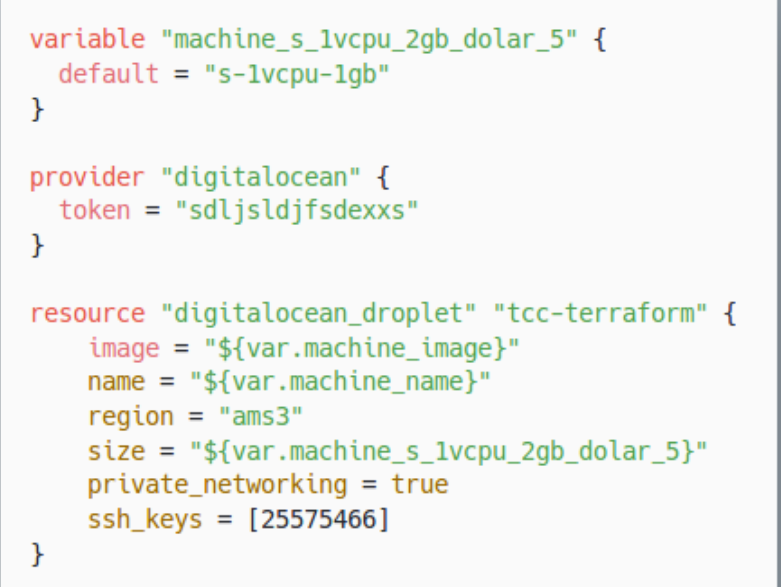 variable "machine_s_1vcpu_2gb_dolar_5" {
  default = "s-1vcpu-1gb"
}

provider "digitalocean" {
  token = "sdljsldjfsdexxs"
}

resource "digitalocean_droplet" "tcc-terraform" {
    image = "${var.machine_image}"
    name = "${var.machine_name}"
    region = "ams3"
    size = "${var.machine_s_1vcpu_2gb_dolar_5}"
    private_networking = true
    ssh_keys = [25575466]
}